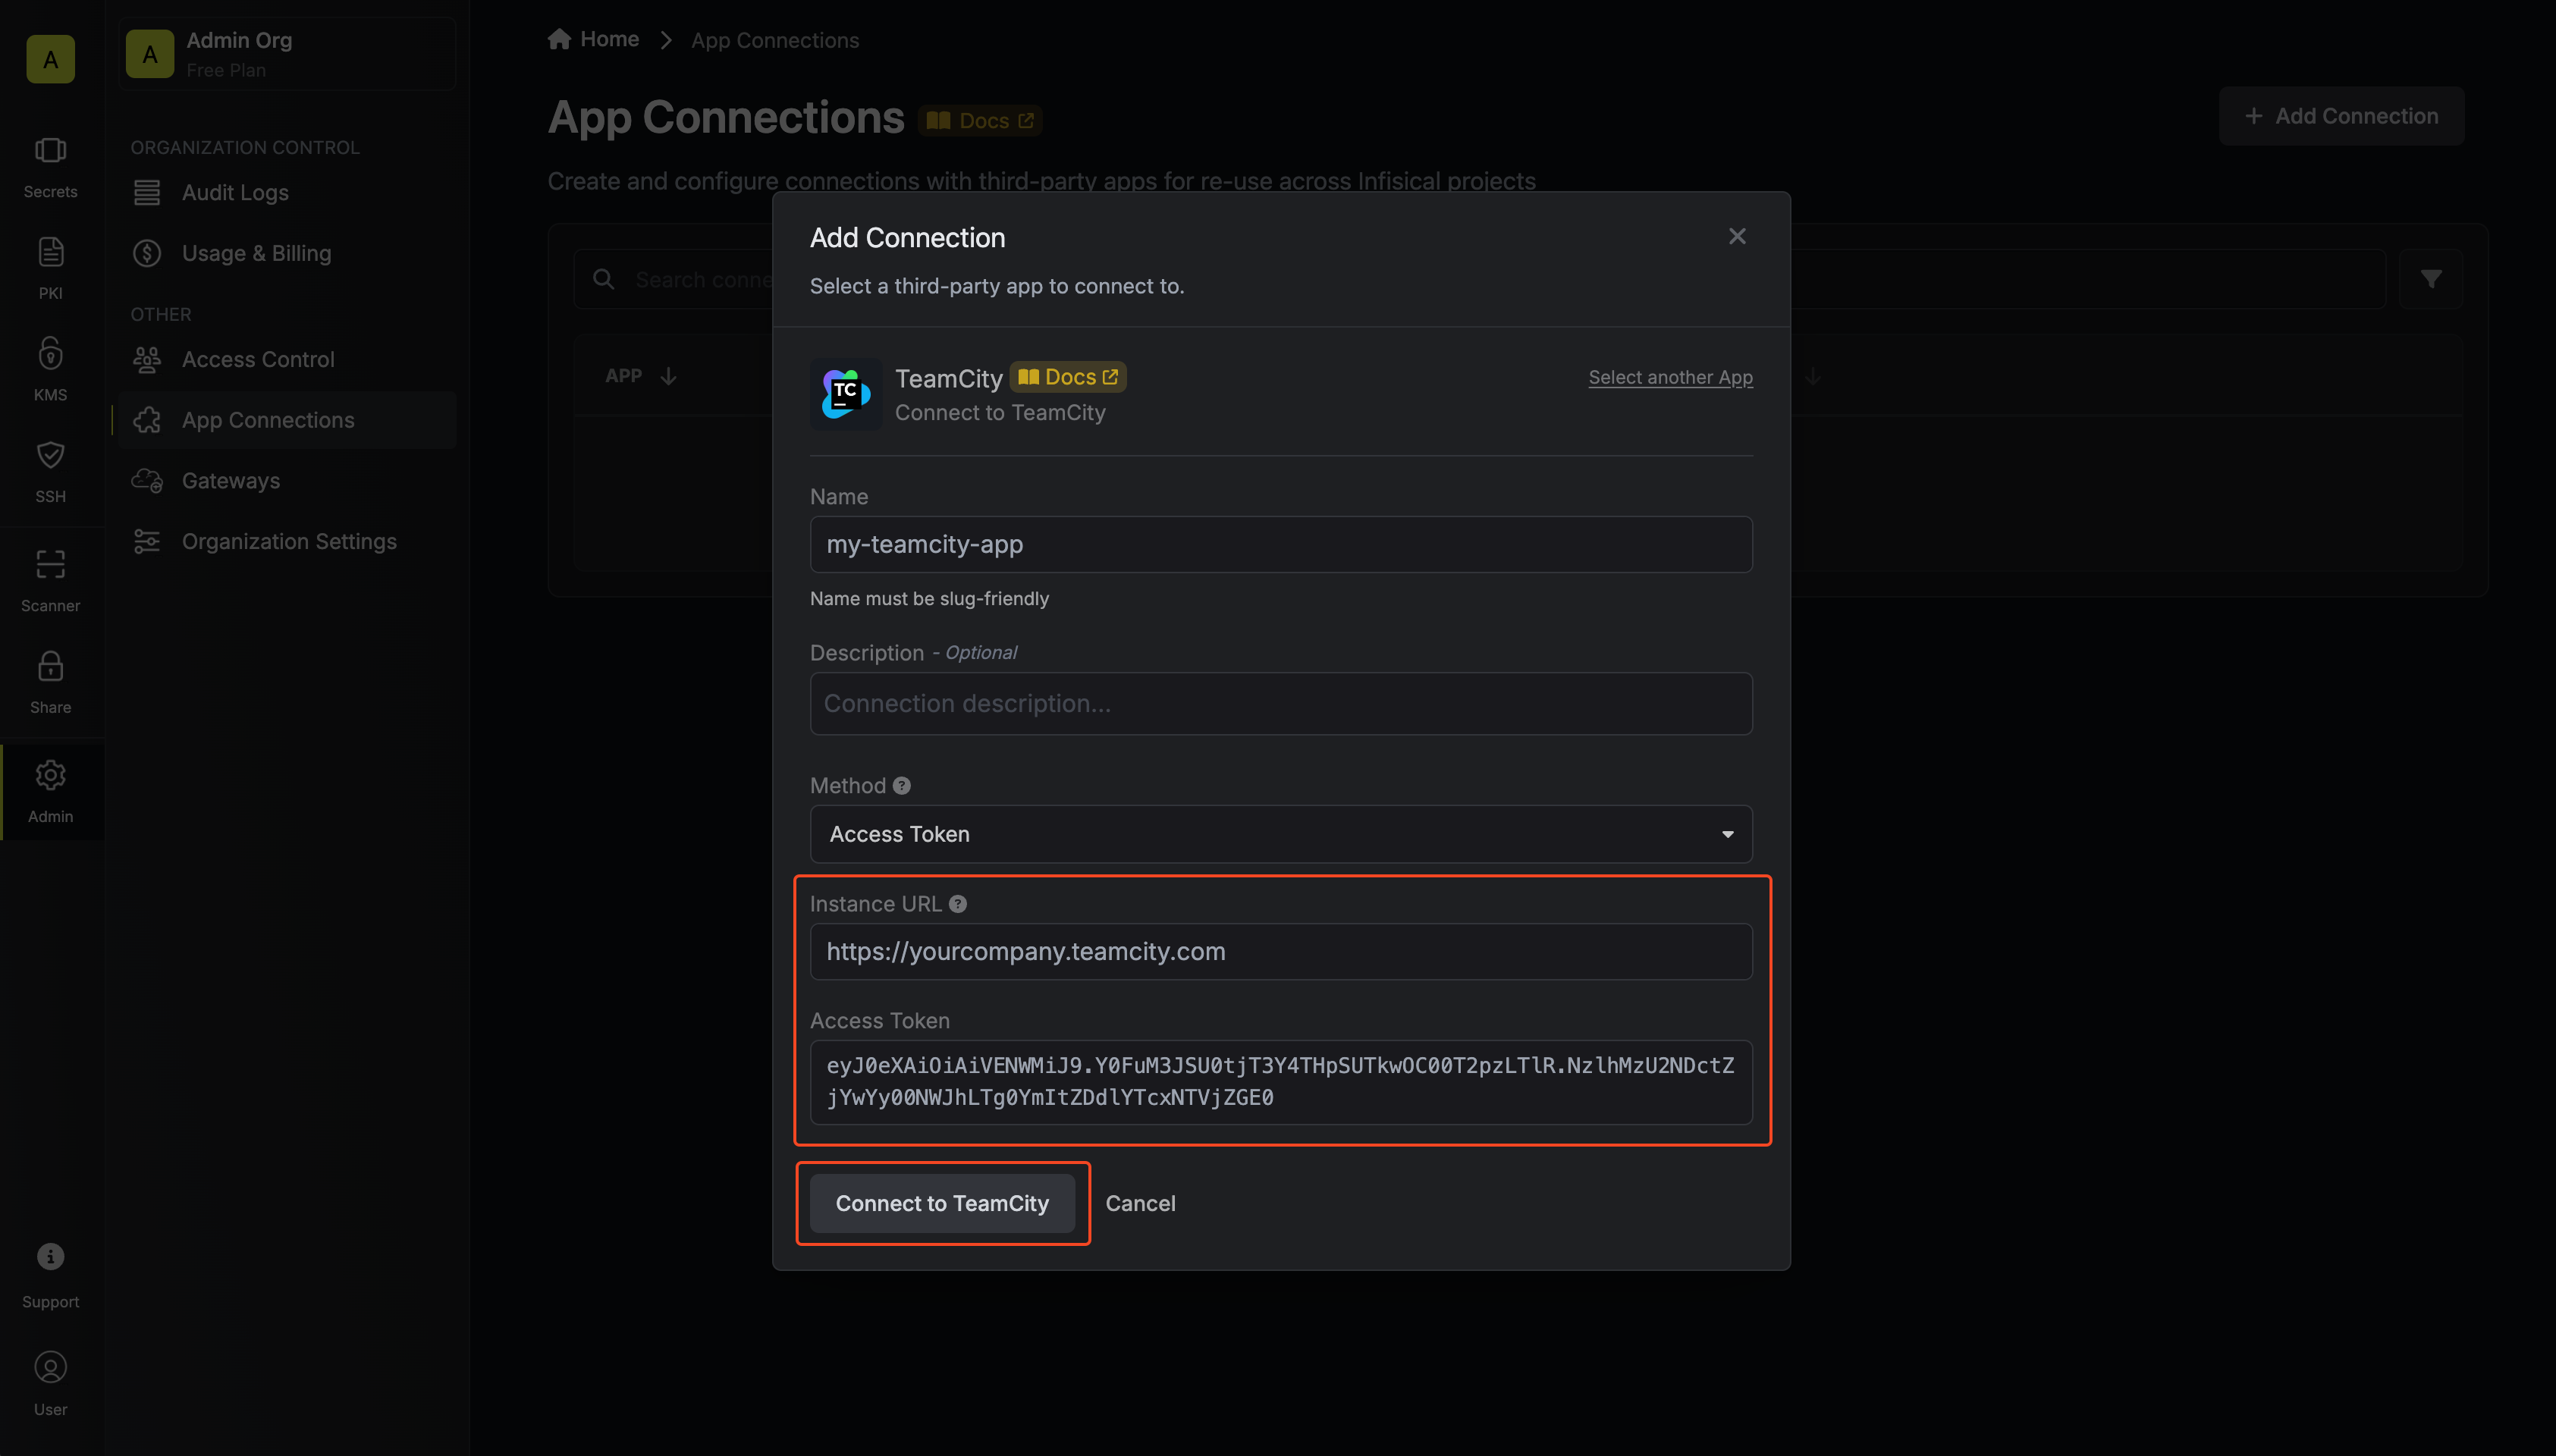 A
Secrets
PKI
KMS
SSH
Scanner
Share
Admin
Support
User
A
Admin Org
Free Plan
ORGANIZATION CONTROL
Audit Logs
Usage & Billing
OTHER
Access Control
App Connections
Gateways
Organization Settings
Home
App Connections
App Connections
Docs
Add Connection
Create and configure connections with third-party apps for re-use across Infisical projects
Search conne
APP
Add Connection
Select a third-party app to connect to.
TC
TeamCity
Docs
Select another App
Connect to TeamCity
Name
my-teamcity-app
Name must be slug-friendly
Description - Optional
Connection description...
Method
Access Token
Instance URL
https://yourcompany.teamcity.com
Access Token
eyJ0eXAiOiAiVENWMiJ9.Y0FuM3JSU0tjT3Y4THpSUTkwOC00T2pzLTlR.NzlhMzU2NDctZ
jYwYy00NWJhLTg0YmItZDdlYTcxNTVjZGE0
Connect to TeamCity
Cancel